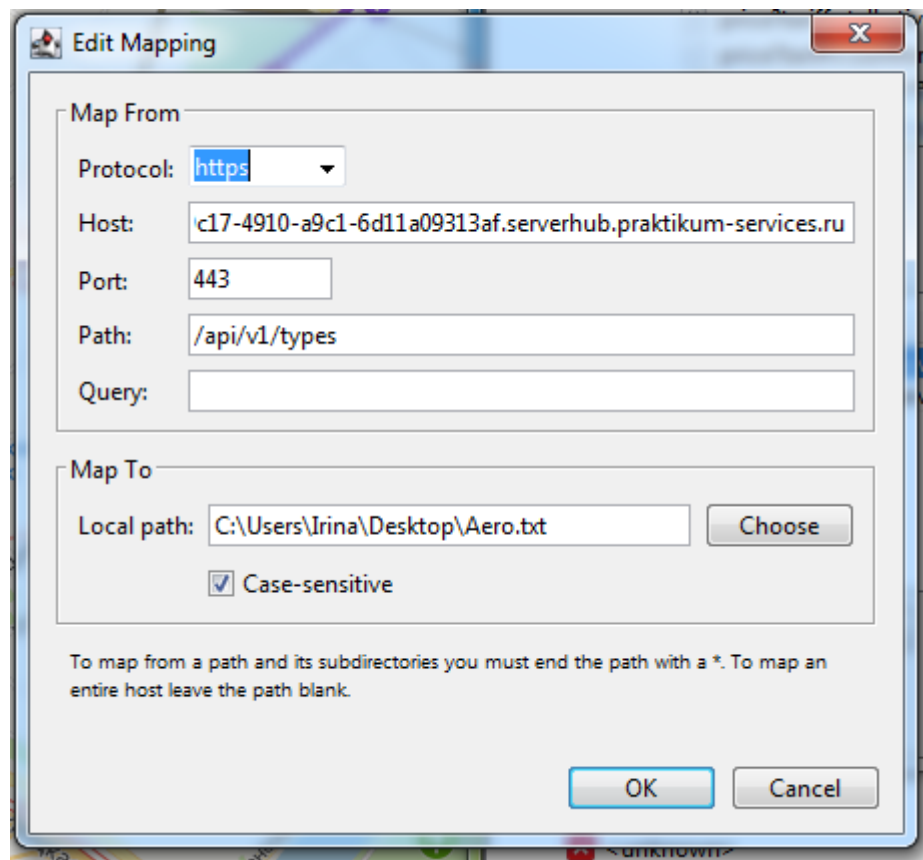 Edit Mapping
Map From
Protocol: https
Host: c17-4910-a9c1-6d11a09313af.serverhub.praktikum-services.ru
Port: 443
Path: /api/v1/types
Query:
Map To
Local path: C:\Users\Irina\Desktop\Aero.txt Choose
Case-sensitive
To map from a path and its subdirectories you must end the path with a *. To map an
entire host leave the path blank.
OK Cancel
<unknown>